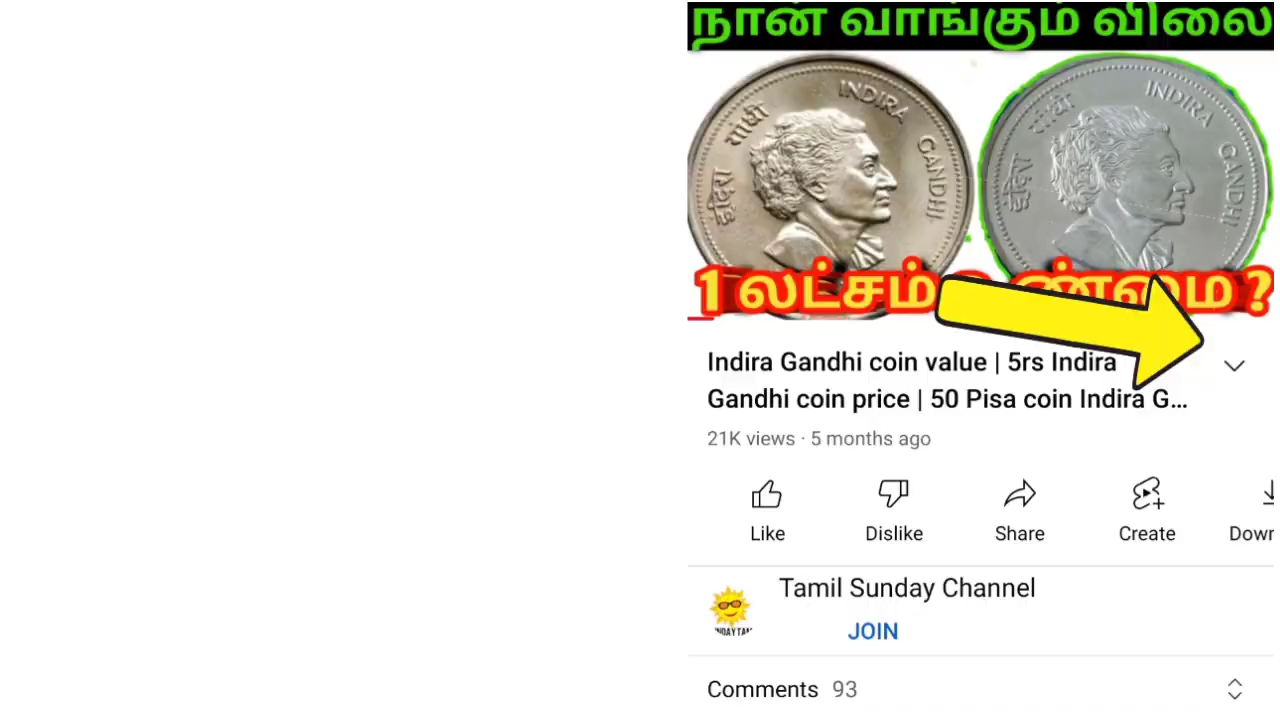 நான் வாங்கும் விலை
INDIRA GANDHI
इंदिरा गांधी
INDIRA GANDHI
इंदिरा गांधी
1 லட்சம்
?
Indira Gandhi coin value | 5rs Indira
Gandhi coin price | 50 Pisa coin Indira G...
21K views · 5 months ago
Like
Dislike
Share
Create
Down
Tamil Sunday Channel
JOIN
Comments 93